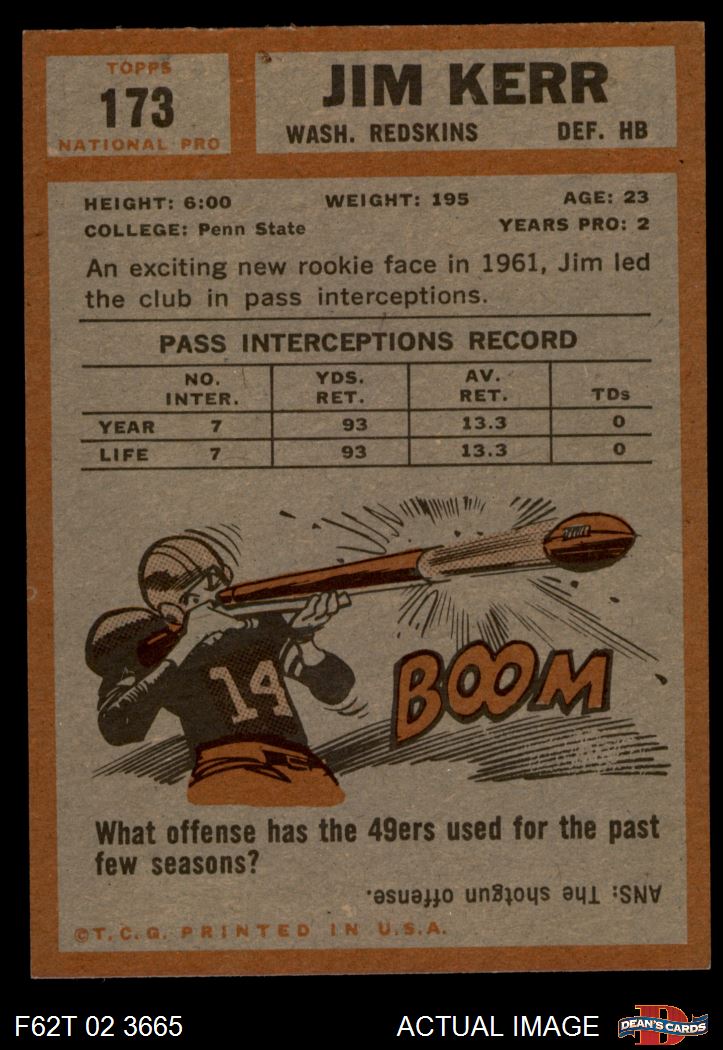 TOPPS
173
NATIONAL PRO
JIM KERR
WASH. REDSKINS DEF. HB
HEIGHT: 6:00 WEIGHT: 195 AGE: 23
COLLEGE: Penn State YEARS PRO: 2
An exciting new rookie face in 1961, Jim led
the club in pass interceptions.
PASS INTERCEPTIONS RECORD
NO. YDS. AV.
INTER. RET. RET. TDs
YEAR 7 93 13.3 0
LIFE 7 93 13.3 0
14
BOOM
What offense has the 49ers used for the past
few seasons?
ANS: The shotgun offense.
©T.C.G. PRINTED IN U.S.A.
F62T 02 3665 ACTUAL IMAGE D DEAN'S CARDS